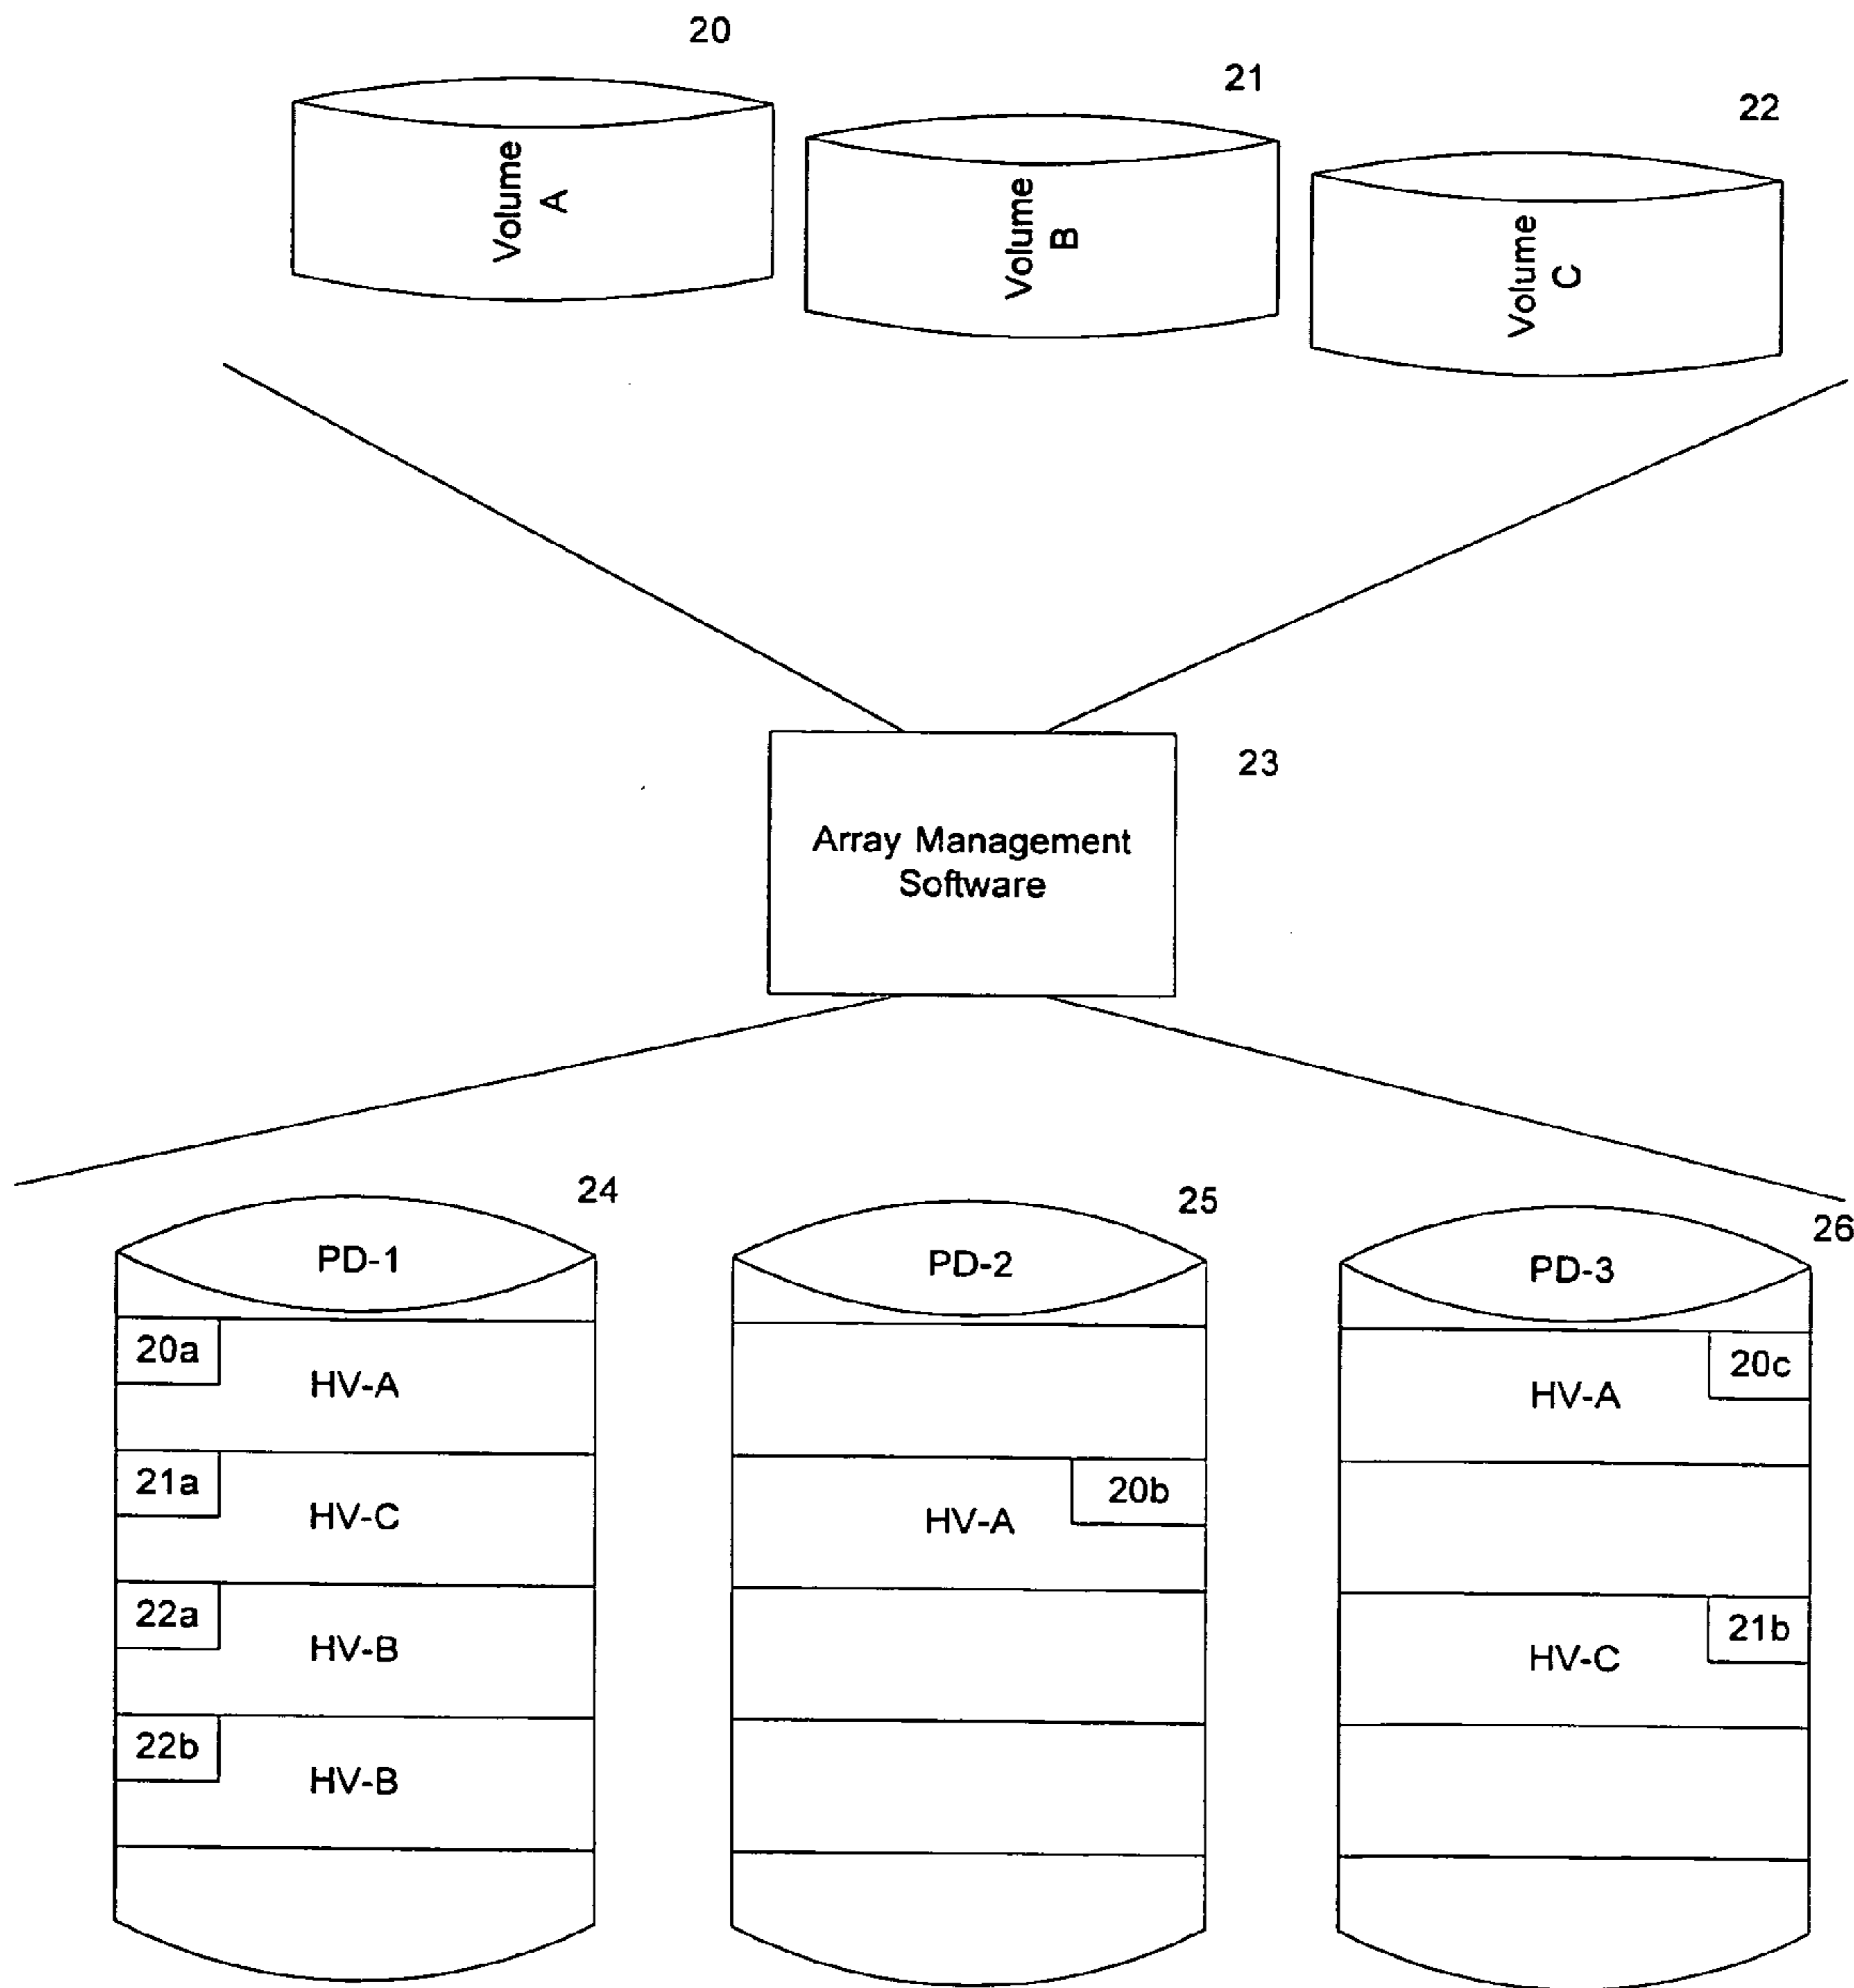 20
21
22
Volume
A
Volume
B
Volume
C
23
Array Management
Software
24
25
26
PD-1
PD-2
PD-3
20a
HV-A
20c
HV-A
21a
HV-C
20b
HV-A
22a
HV-B
21b
HV-C
22b
HV-B